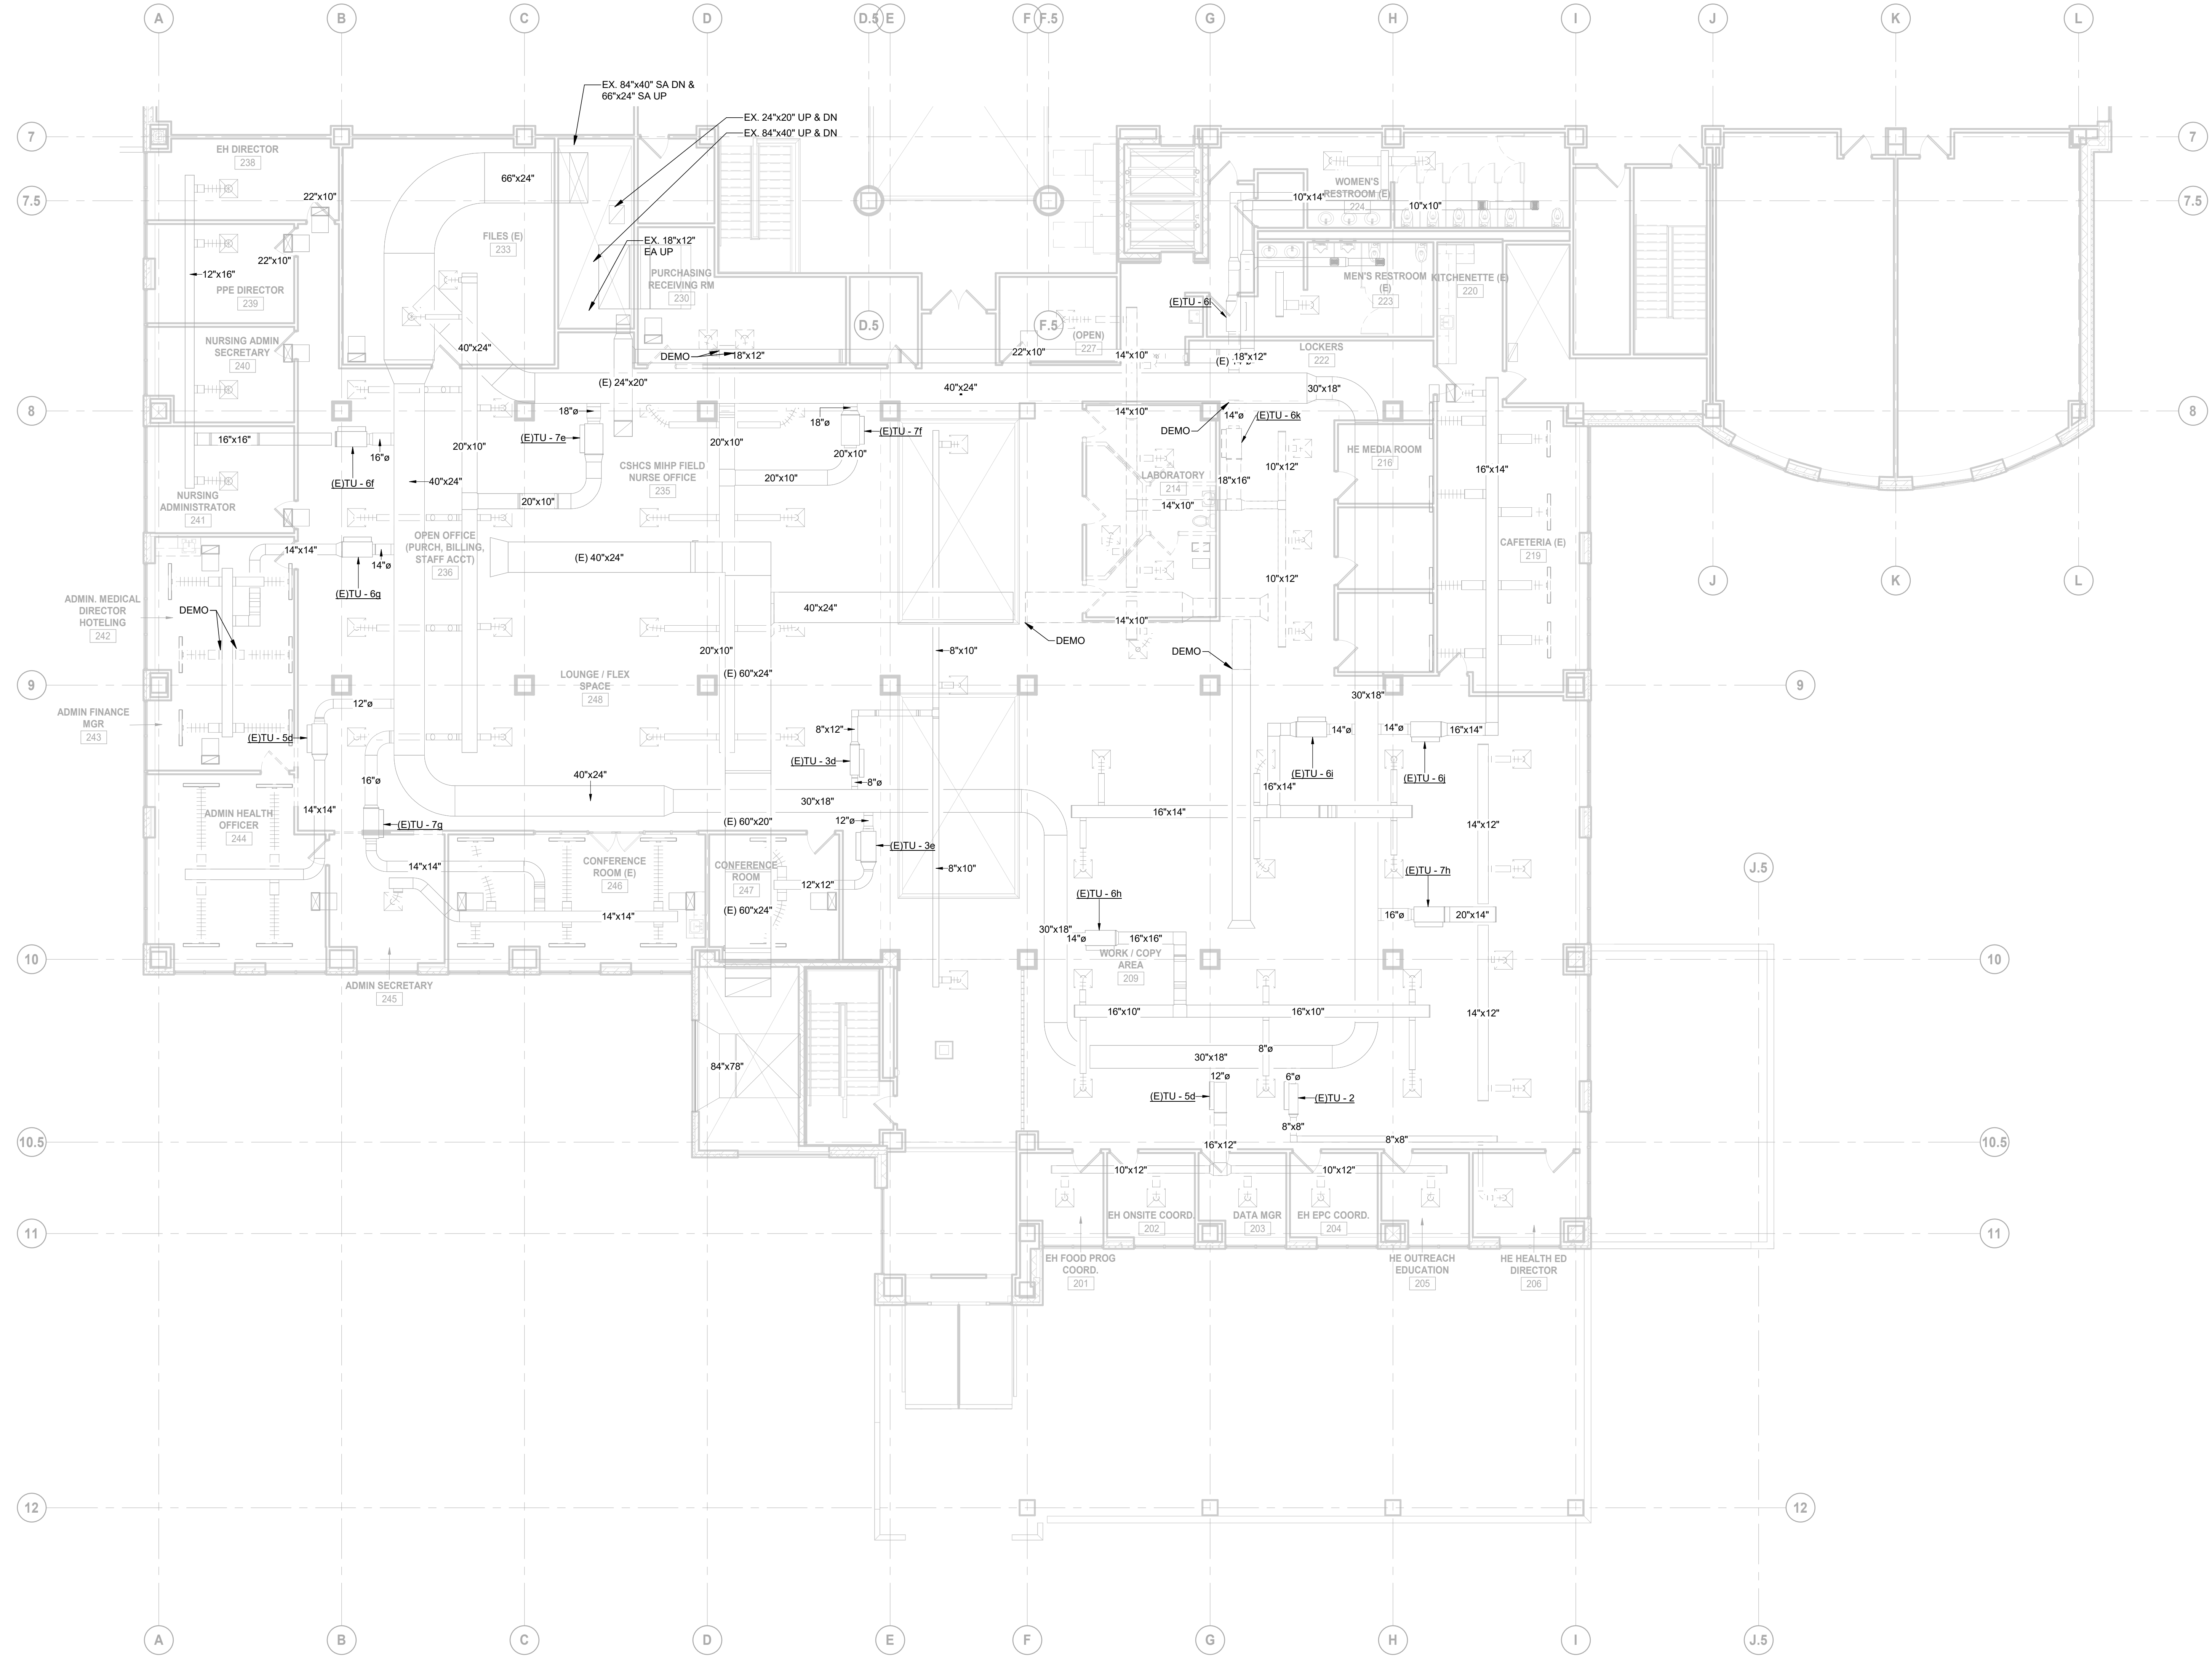 A
B
C
D
D.5
E
F
F.5
G
H
I
J
K
L
EX. 84"x40" SA DN &
66"x24" SA UP
EX. 24"x20" UP & DN
EX. 84"x40" UP & DN
7
7
EH DIRECTOR
238
66"x24"
WOMEN'S
RESTROOM (E)
224
10"x14"
10"x10"
22"x10"
7.5
7.5
FILES (E)
233
EX. 18"x12"
EA UP
22"x10"
12"x16"
PPE DIRECTOR
239
PURCHASING
RECEIVING RM
230
MEN'S RESTROOM
(E)
223
KITCHENETTE (E)
220
(E)TU - 6l
D.5
F.5
(OPEN)
227
NURSING ADMIN
SECRETARY
240
40"x24"
DEMO
18"x12"
22"x10"
14"x10"
18"x12"
LOCKERS
222
(E) 24"x20"
40"x24"
30"x18"
8
8
18"ø
18"ø
14"x10"
14"ø
(E)TU - 6k
DEMO
16"x16"
16"ø
(E)TU - 6f
20"x10"
(E)TU - 7e
20"x10"
(E)TU - 7f
20"x10"
HE MEDIA ROOM
216
40"x24"
CSHCS MIHP FIELD
NURSE OFFICE
235
20"x10"
LABORATORY
214
10"x12"
18"x16"
16"x14"
NURSING
ADMINISTRATOR
241
20"x10"
14"x10"
14"x14"
14"ø
(E)TU - 6g
OPEN OFFICE
(PURCH, BILLING,
STAFF ACCT)
236
(E) 40"x24"
CAFETERIA (E)
219
10"x12"
J
K
L
ADMIN. MEDICAL
DIRECTOR
HOTELING
242
DEMO
40"x24"
14"x10"
DEMO
DEMO
20"x10"
8"x10"
(E) 60"x24"
LOUNGE / FLEX
SPACE
248
9
9
30"x18"
ADMIN FINANCE
MGR
243
12"ø
(E)TU - 5d
8"x12"
14"ø
14"ø
16"x14"
(E)TU - 3d
(E)TU - 6i
(E)TU - 6j
16"ø
40"x24"
8"ø
16"x14"
14"x14"
30"x18"
16"x14"
ADMIN HEALTH
OFFICER
244
(E)TU - 7g
(E) 60"x20"
12"ø
14"x12"
(E)TU - 3e
14"x14"
CONFERENCE
ROOM (E)
246
CONFERENCE
ROOM
247
12"x12"
8"x10"
J.5
(E)TU - 7h
(E)TU - 6h
14"x14"
(E) 60"x24"
16"ø
20"x14"
30"x18"
14"ø
16"x16"
10
10
WORK / COPY
AREA
209
ADMIN SECRETARY
245
16"x10"
16"x10"
14"x12"
84"x78"
30"x18"
8"ø
12"ø
6"ø
(E)TU - 5d
(E)TU - 2
8"x8"
8"x8"
10.5
10.5
16"x12"
10"x12"
10"x12"
EH ONSITE COORD.
202
DATA MGR
203
EH EPC COORD.
204
11
11
EH FOOD PROG
COORD.
201
HE OUTREACH
EDUCATION
205
HE HEALTH ED
DIRECTOR
206
12
12
A
B
C
D
E
F
G
H
I
J.5